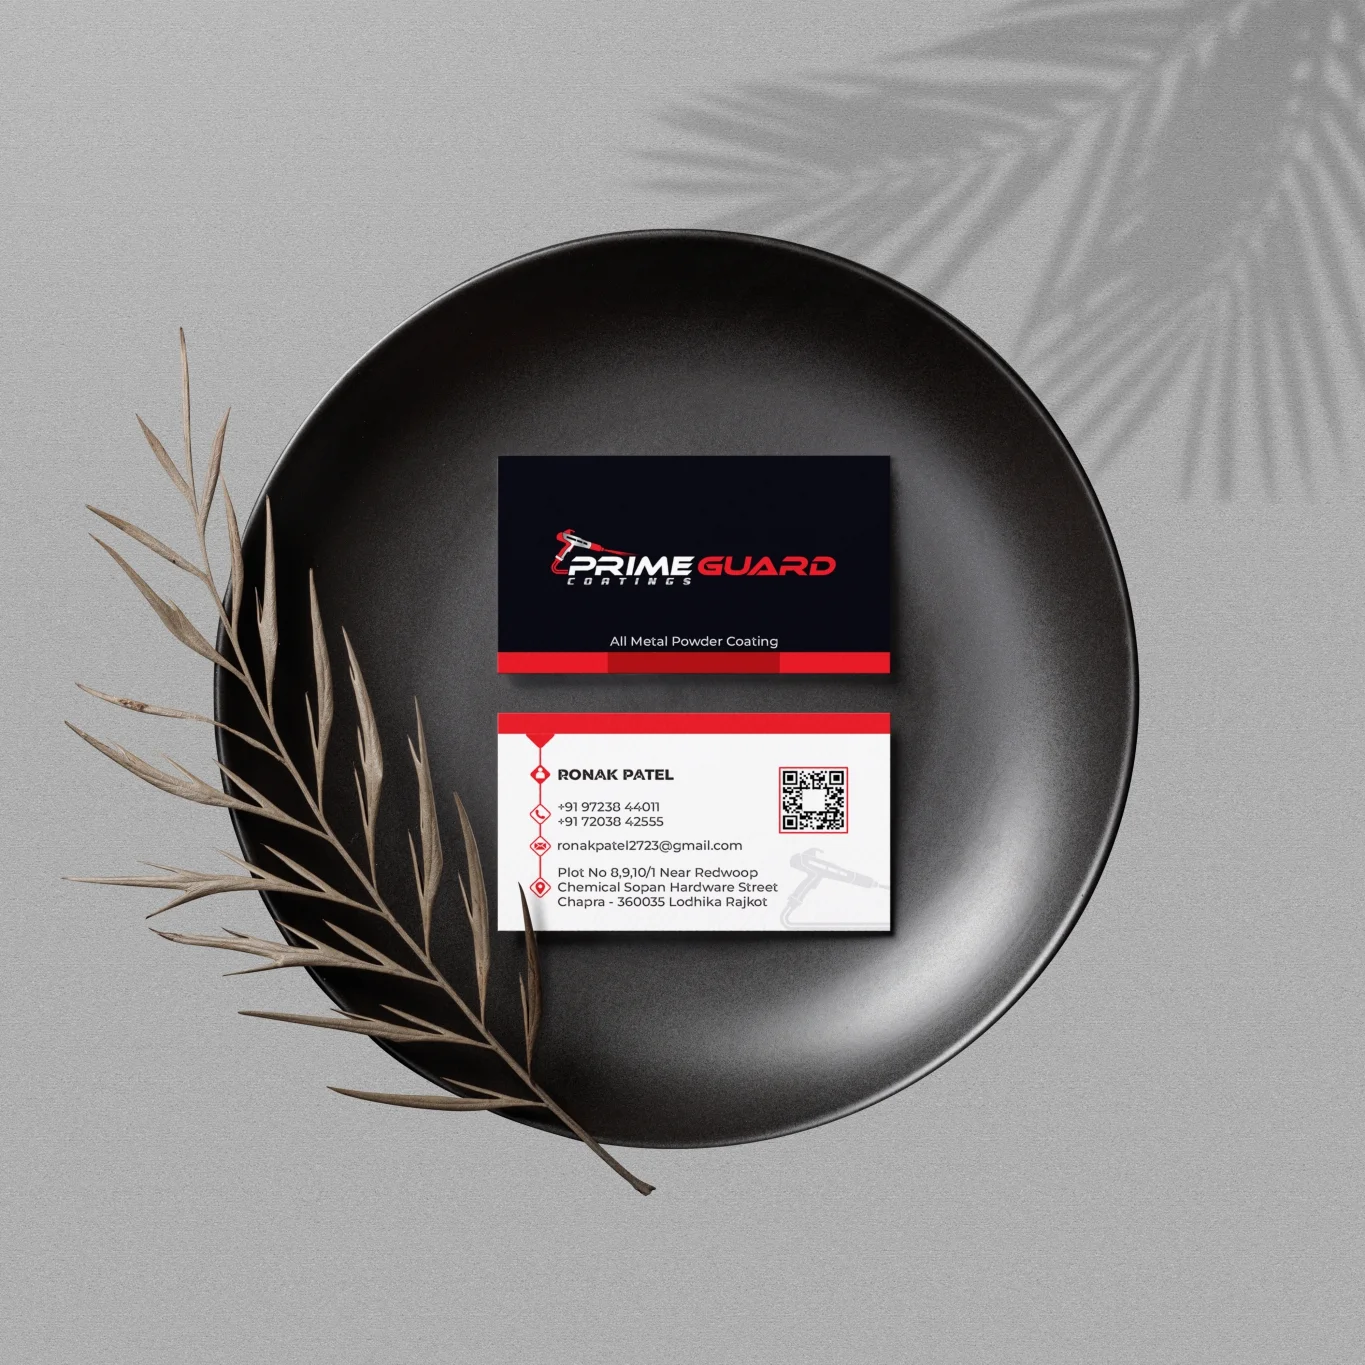 PRIME GUARD
COATINGS
All Metal Powder Coating
RONAK PATEL
+91 97238 44011
+91 72038 42555
ronakpatel2723@gmail.com
Plot No 8,9,10/1 Near Redwoop
Chemical Sopan Hardware Street
Chapra - 360035 Lodhika Rajkot